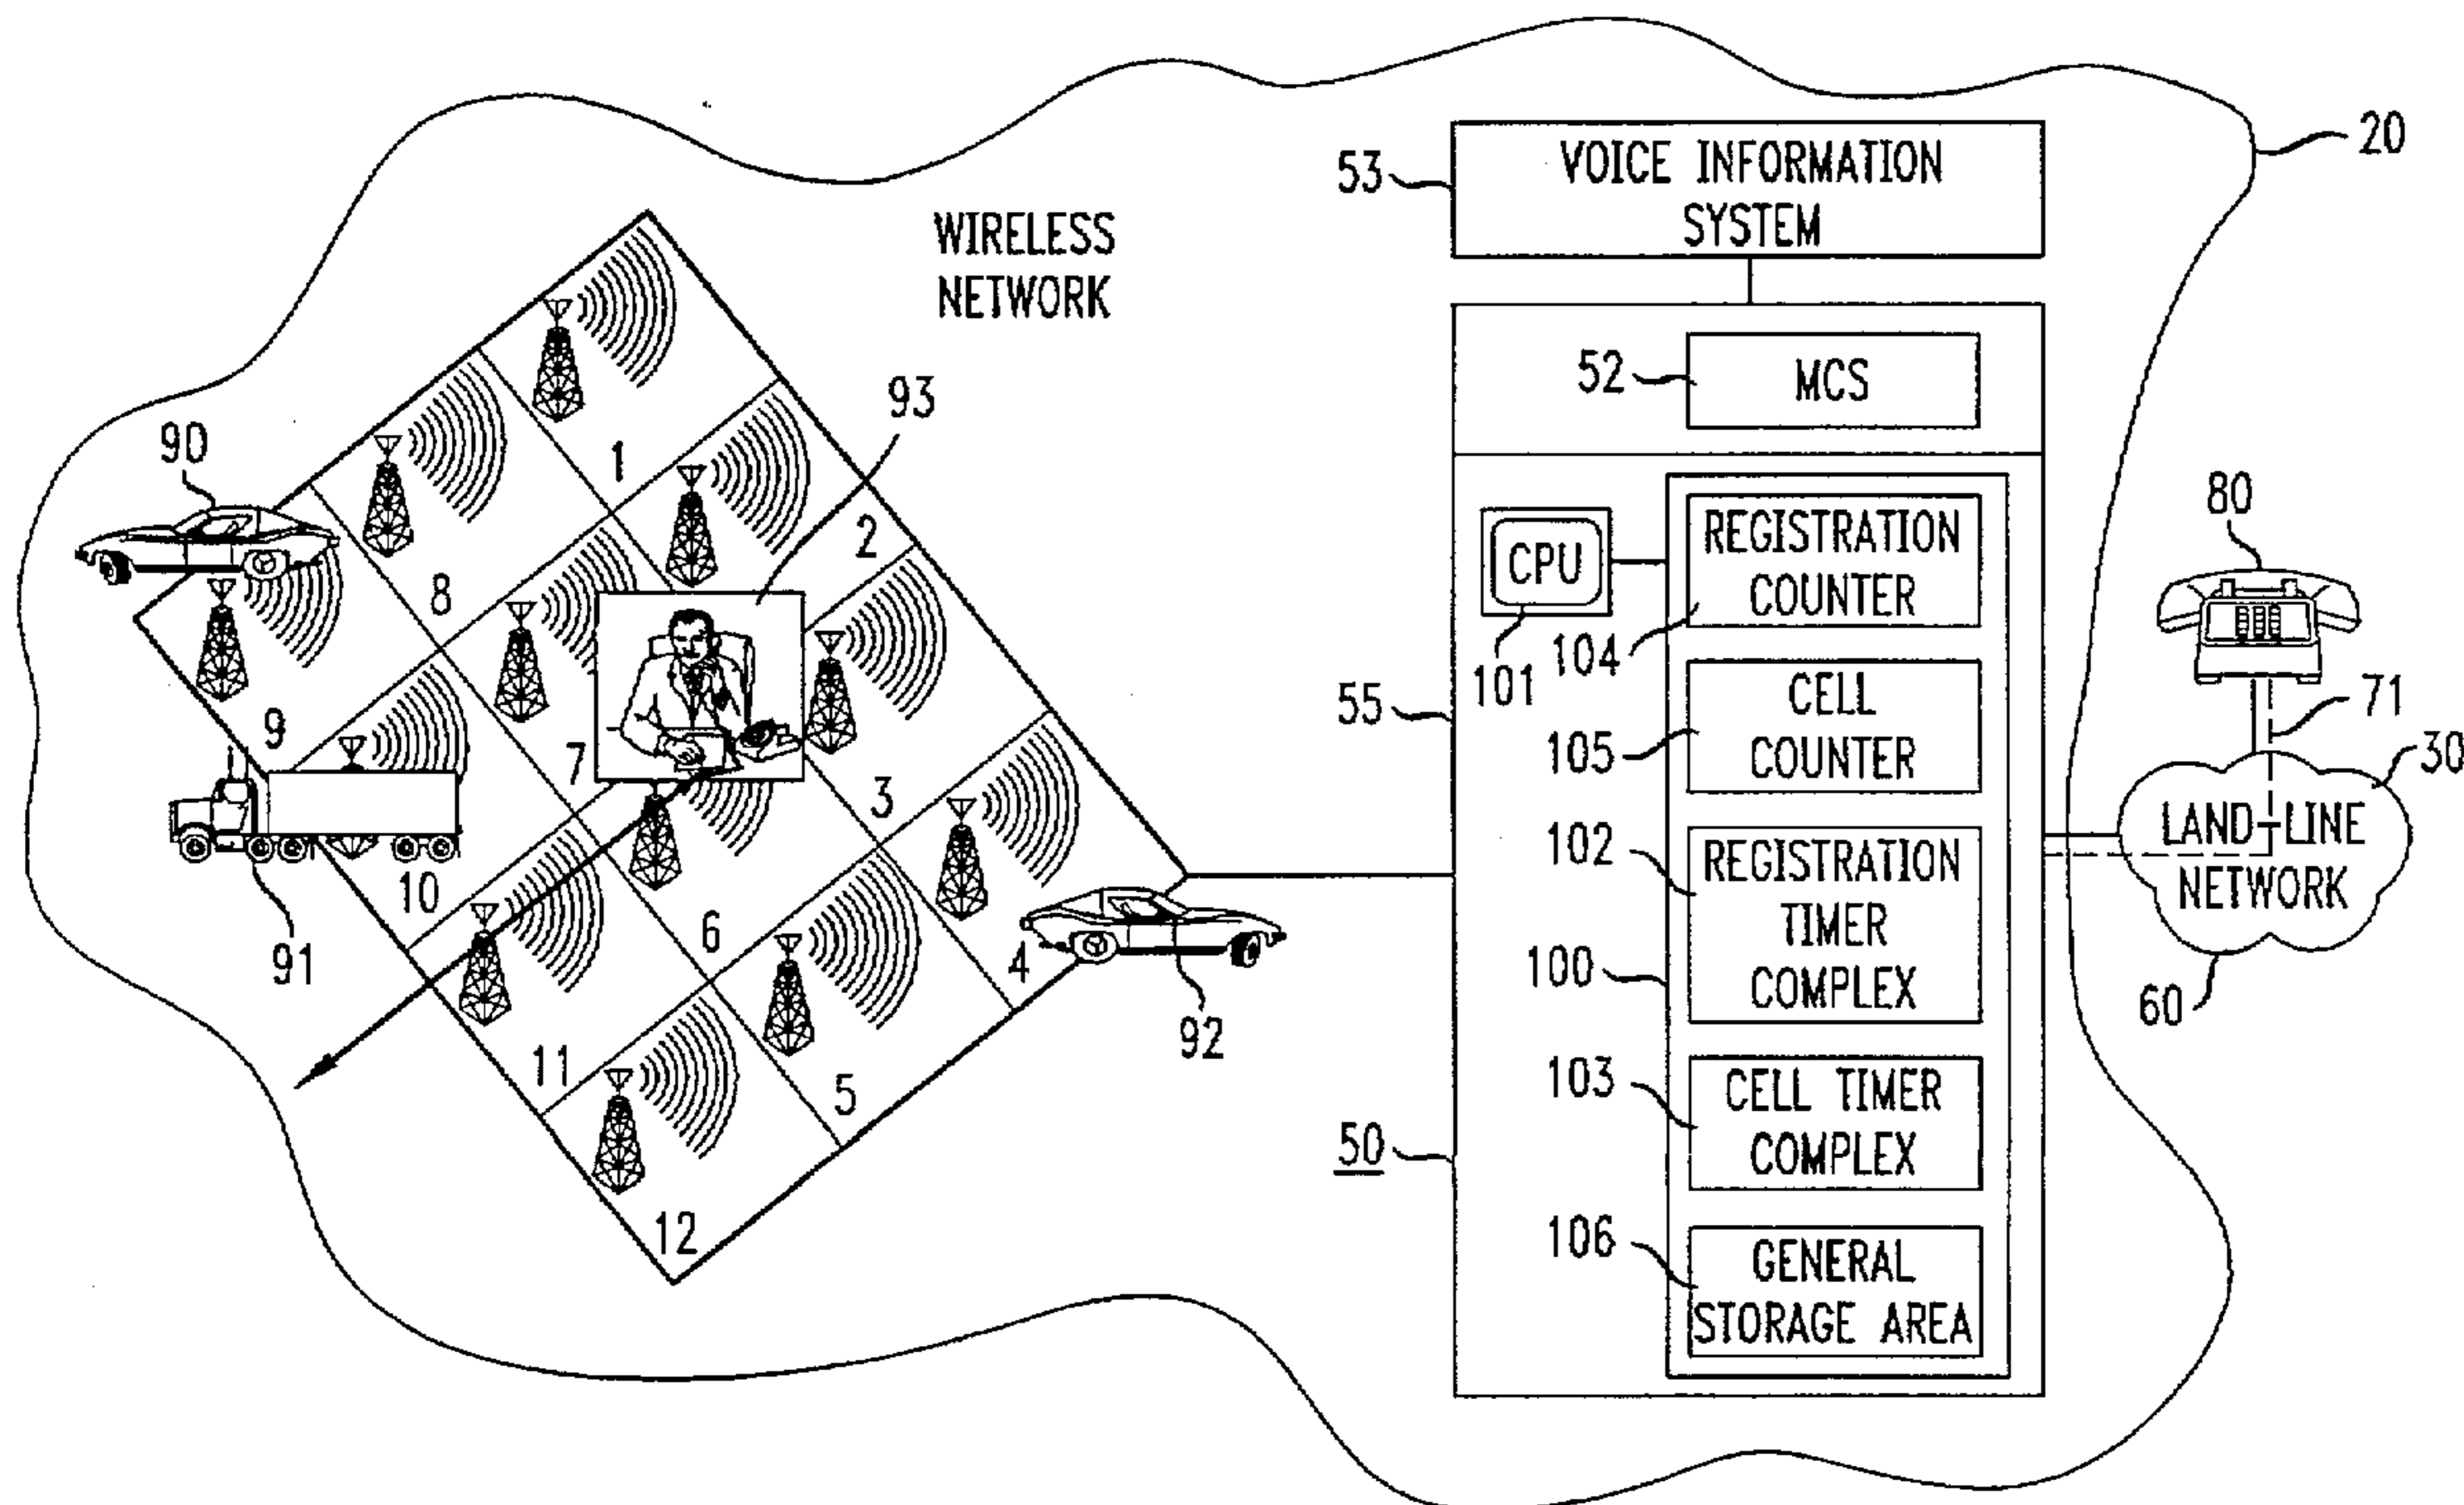 20
VOICE INFORMATION
SYSTEM
53
WIRELESS
NETWORK
52
MCS
93
90
1
2
8
80
CPU
101
REGISTRATION
COUNTER
104
71
55
CELL
COUNTER
105
9
7
3
30
LAND-LINE
NETWORK
60
102
REGISTRATION
TIMER
COMPLEX
100
10
91
6
4
92
11
5
12
103
CELL TIMER
COMPLEX
50
106
GENERAL
STORAGE AREA